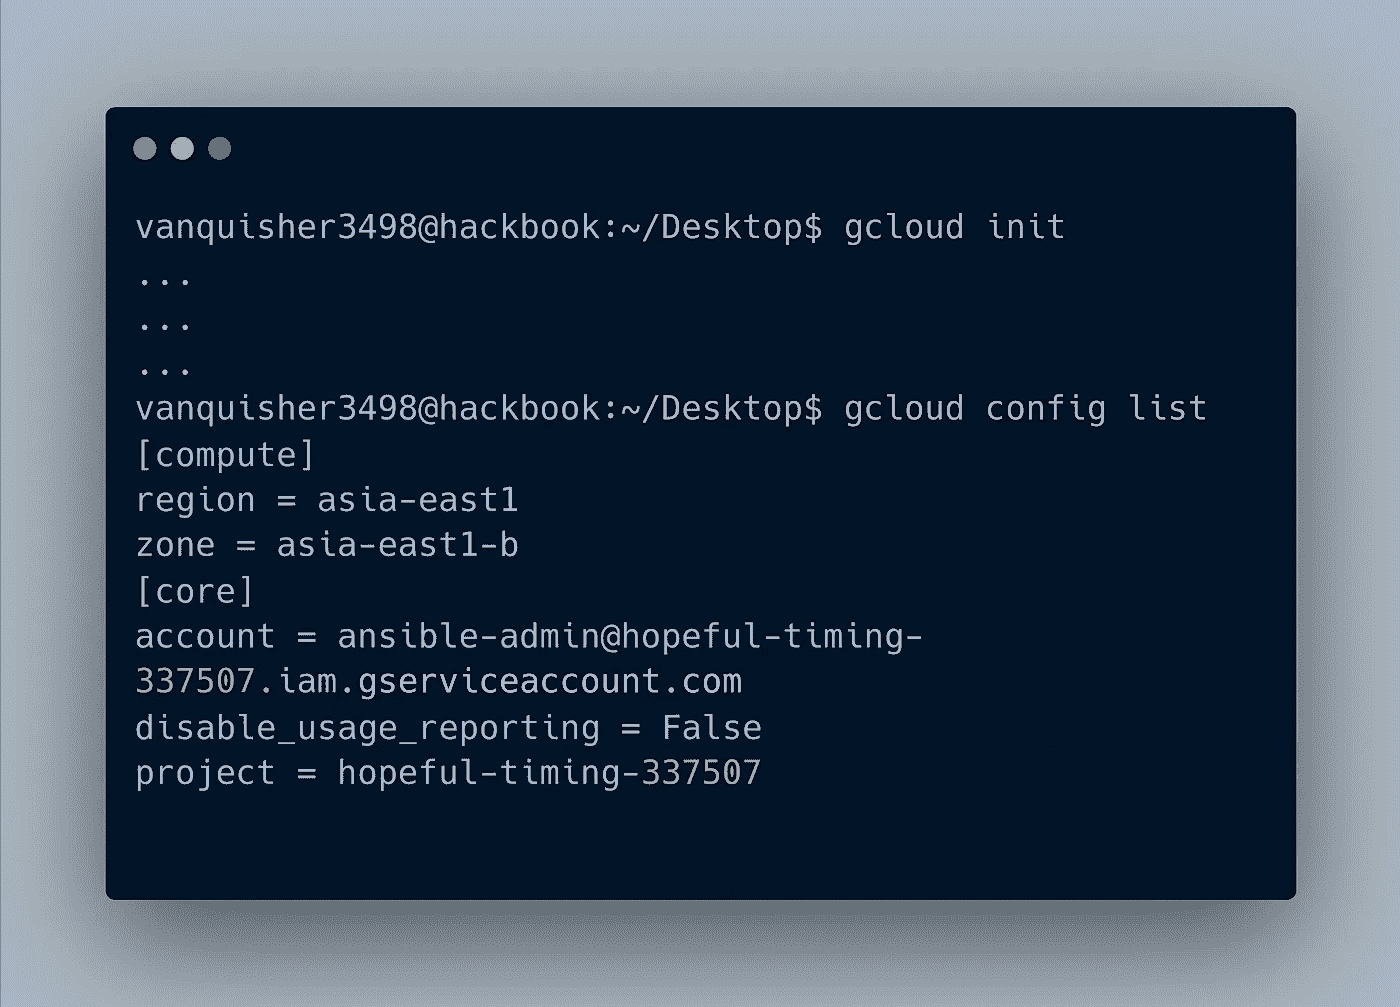 vanquisher3498@hackbook:~/Desktop$ gcloud init
...
...
...
vanquisher3498@hackbook:~/Desktop$ gcloud config list
[compute]
region = asia-east1
zone = asia-east1-b
[core]
account = ansible-admin@hopeful-timing-
337507.iam.gserviceaccount.com
disable_usage_reporting = False
project = hopeful-timing-337507